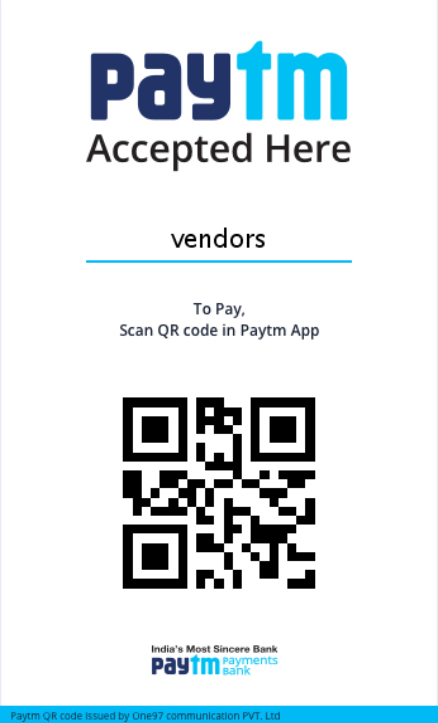 paytm
Accepted Here
vendors
To Pay,
Scan QR code in Paytm App
India's Most Sincere Bank
paytm Payments
Bank
Paytm QR code issued by One97 communication PVT. Ltd